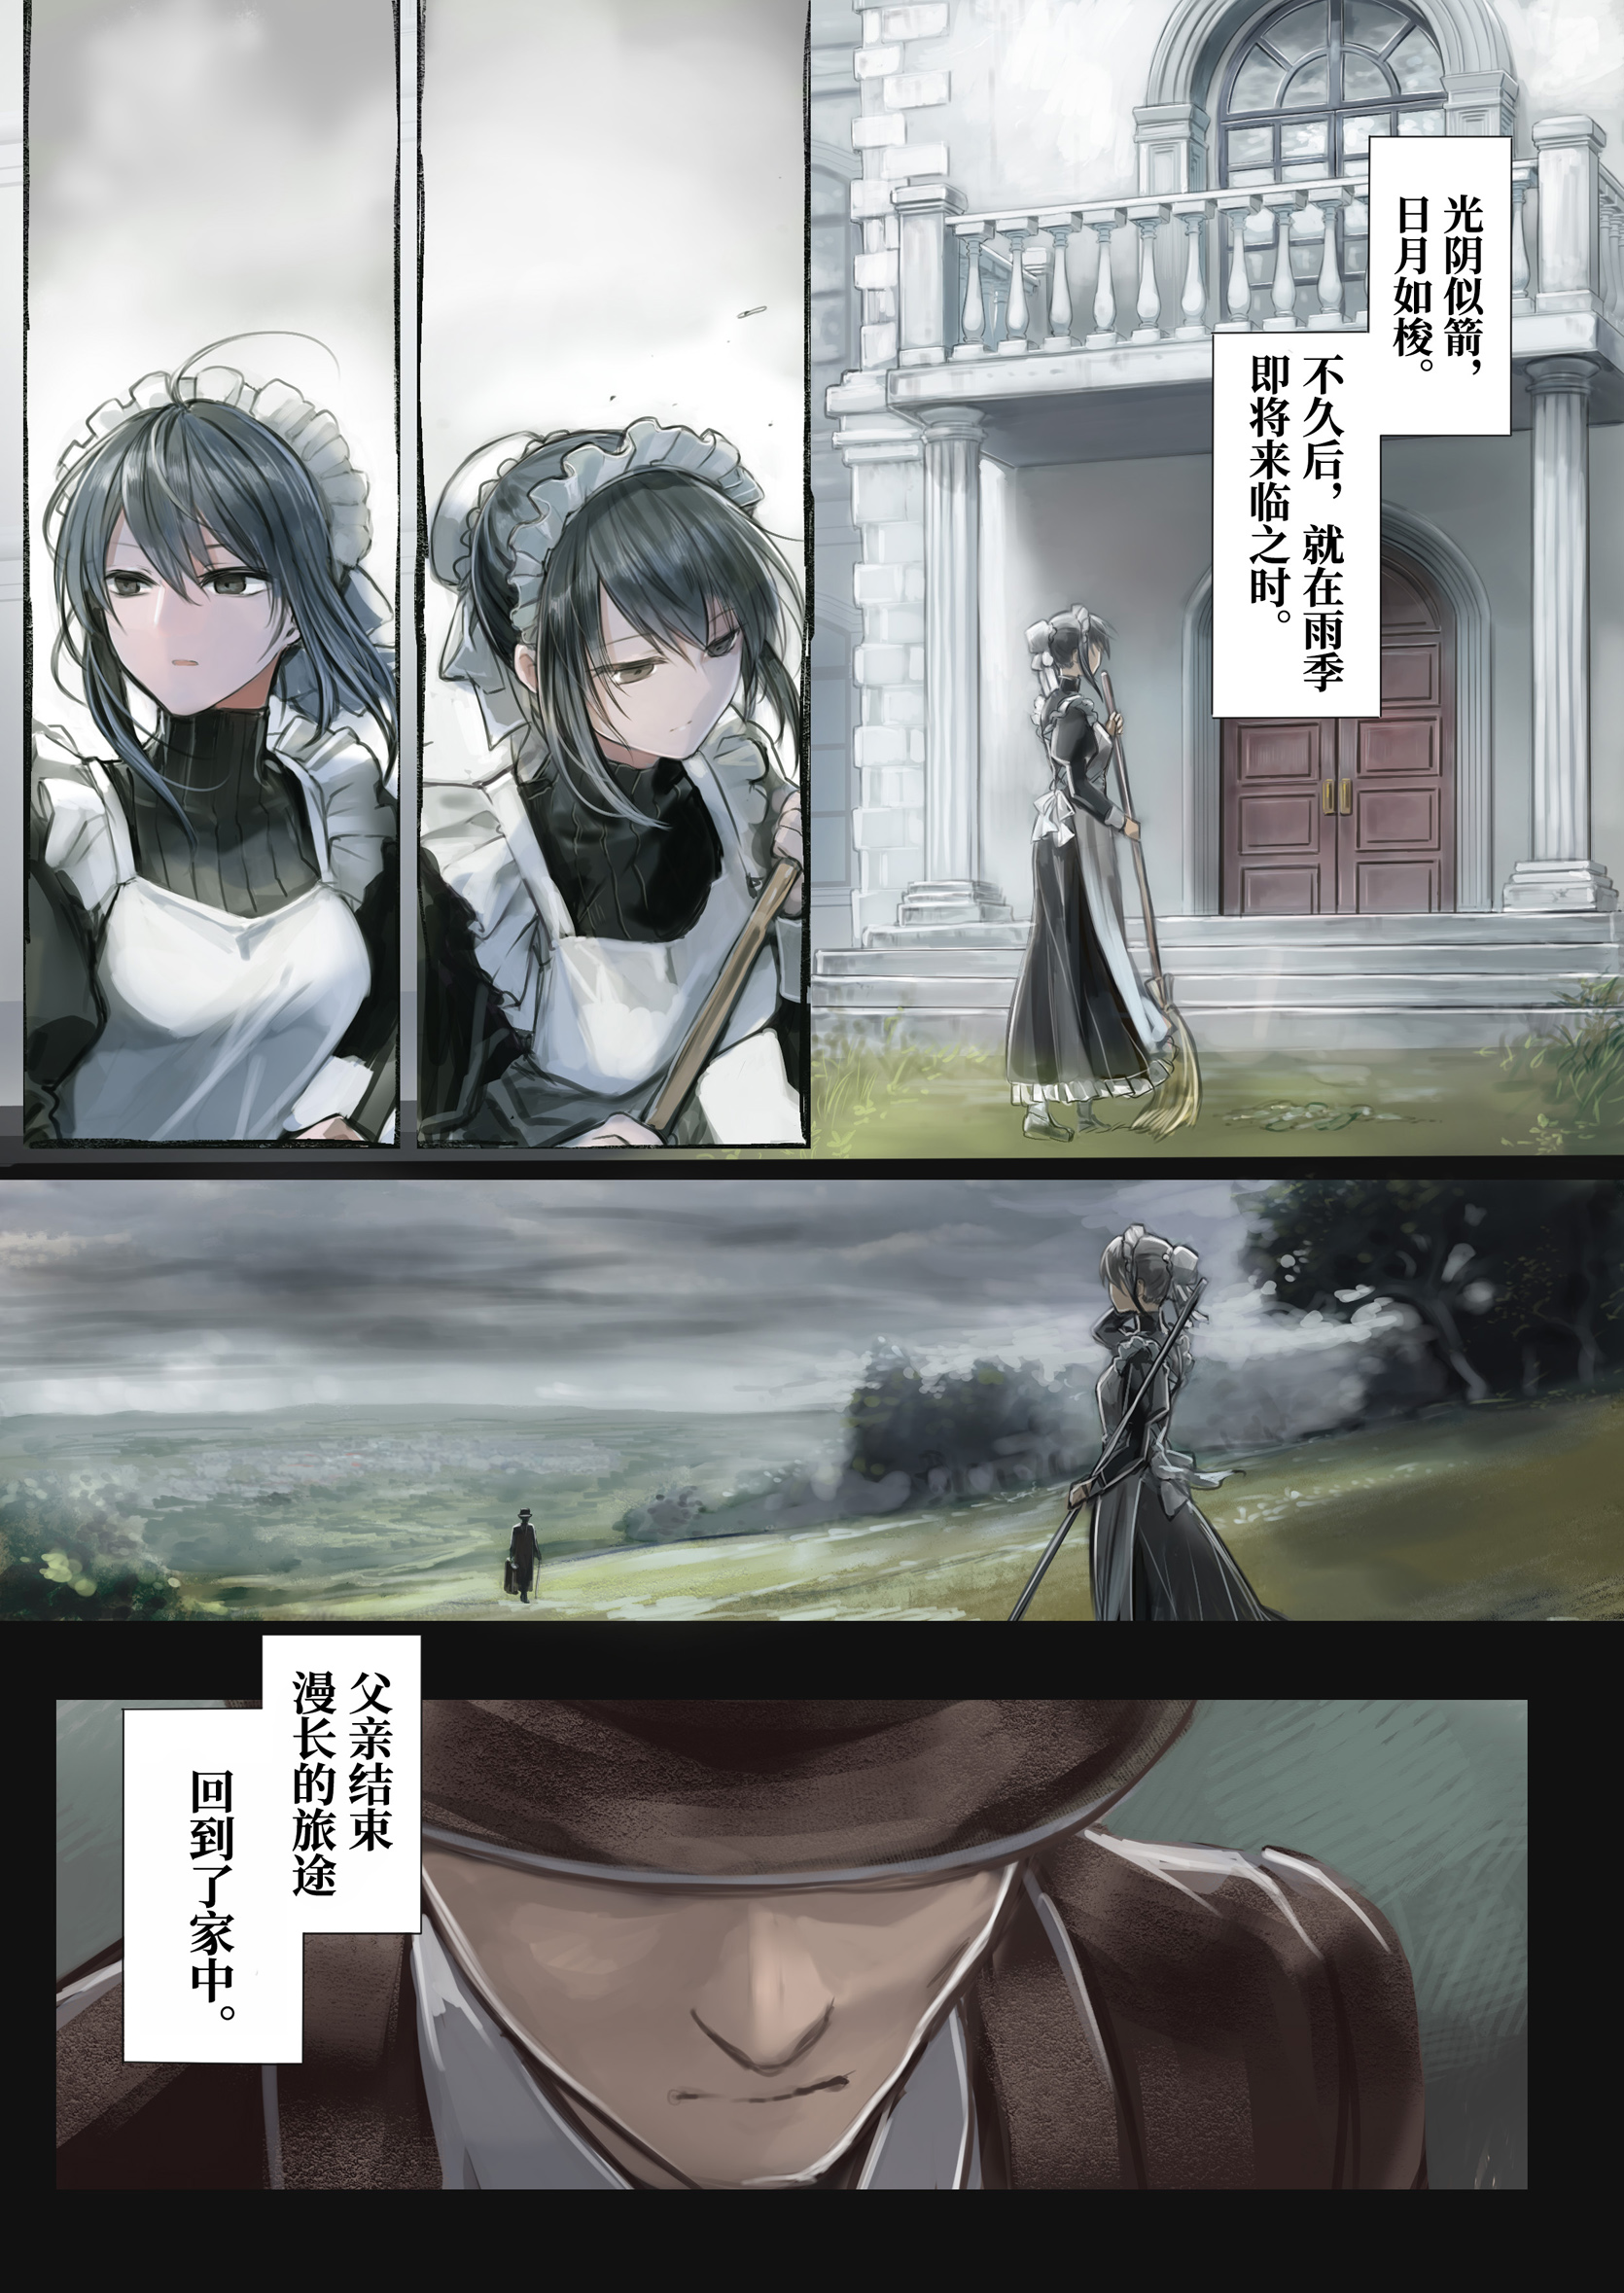 光阴似箭，
日月如梭。
不久后，就在雨季
即将来临之时。
父亲结束
漫长的旅途
回到了家中。